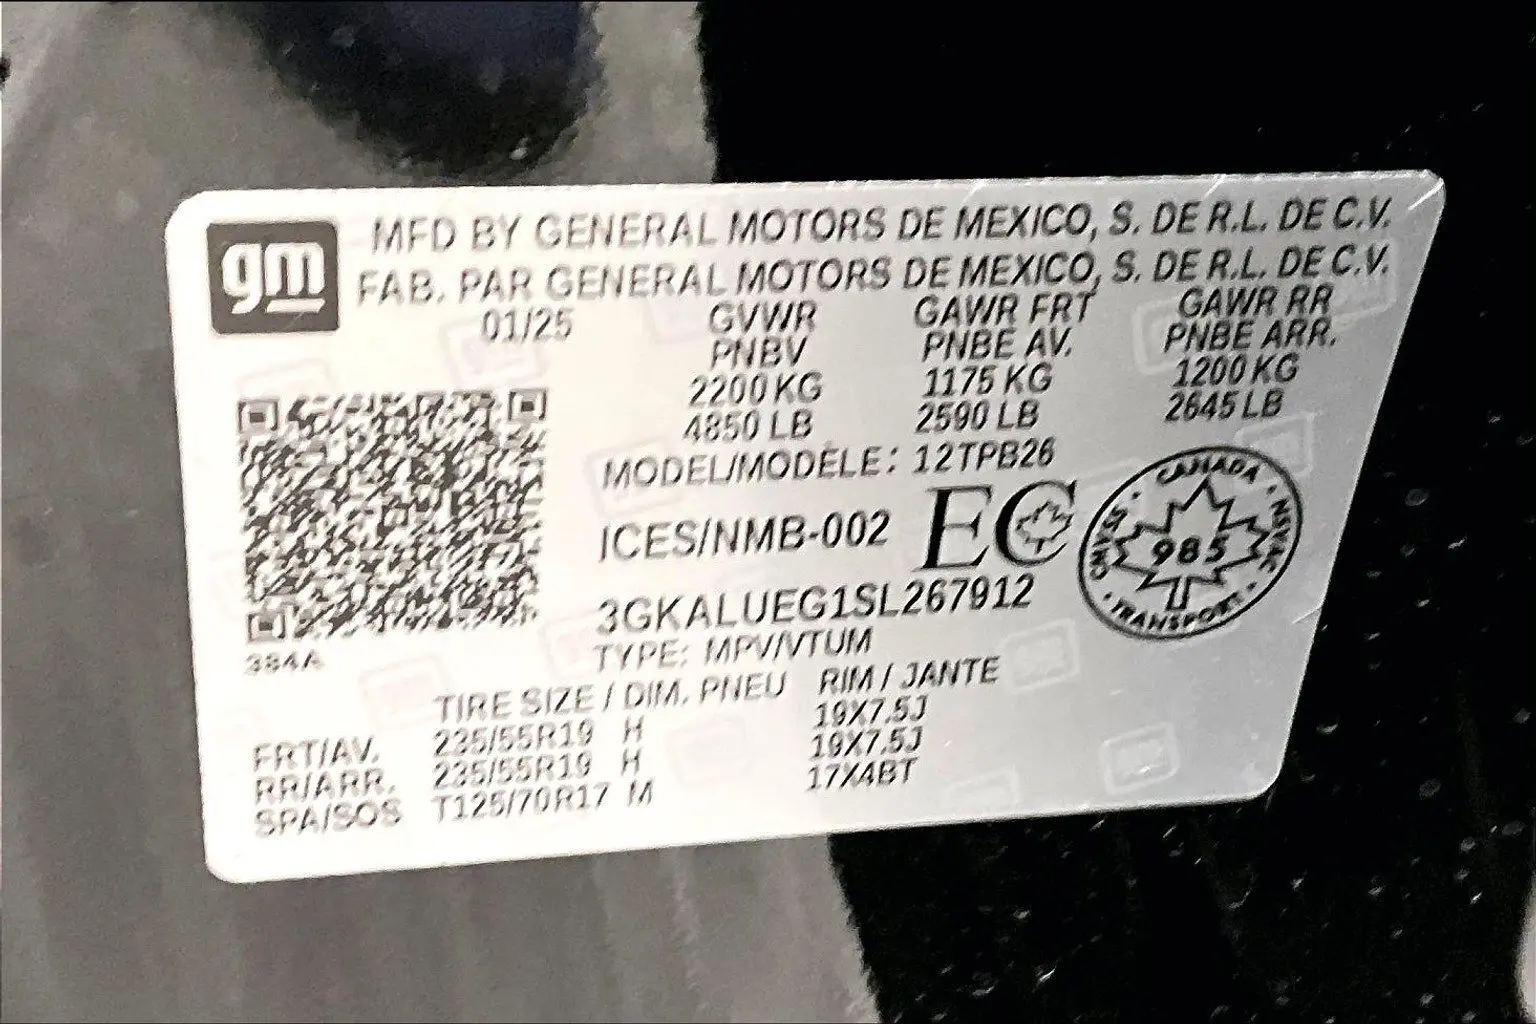 gm
MFD BY GENERAL MOTORS DE MEXICO, S. DE R.L. DE C.V.
FAB. PAR GENERAL MOTORS DE MEXICO, S. DE R.L. DE C.V.
01/25 GVWR GAWR FRT GAWR RR
PNBV PNBE AV. PNBE ARR.
2200 KG 1175 KG 1200 KG
4850 LB 2590 LB 2645 LB
MODEL/MODÈLE: 12TPB26
ICES/NMB-002 EC
CANADA · NSVAC · TRANSPORT · CMVSS ·
985
3GKALUEG1SL267912
384A
TYPE: MPV/VTUM
TIRE SIZE / DIM. PNEU RIM / JANTE
FRT/AV. 235/55R19 H 19X7.5J
RR/ARR. 235/55R19 H 19X7.5J
SPA/SOS T125/70R17 M 17X4BT